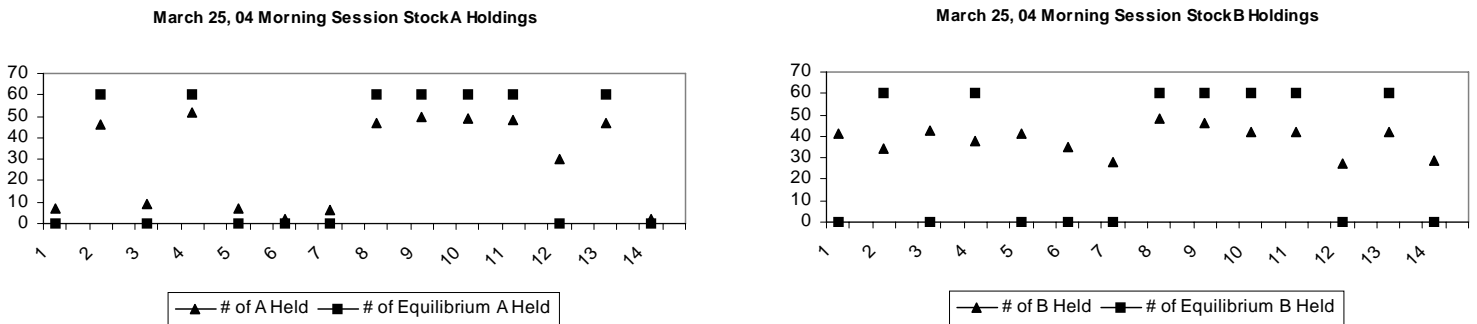 March 25, 04 Morning Session Stock A Holdings
70
60
50
40
30
20
10
0
1 2 3 4 5 6 7 8 9 10 11 12 13 14
# of A Held # of Equilibrium A Held
March 25, 04 Morning Session Stock B Holdings
70
60
50
40
30
20
10
0
1 2 3 4 5 6 7 8 9 10 11 12 13 14
# of B Held # of Equilibrium B Held